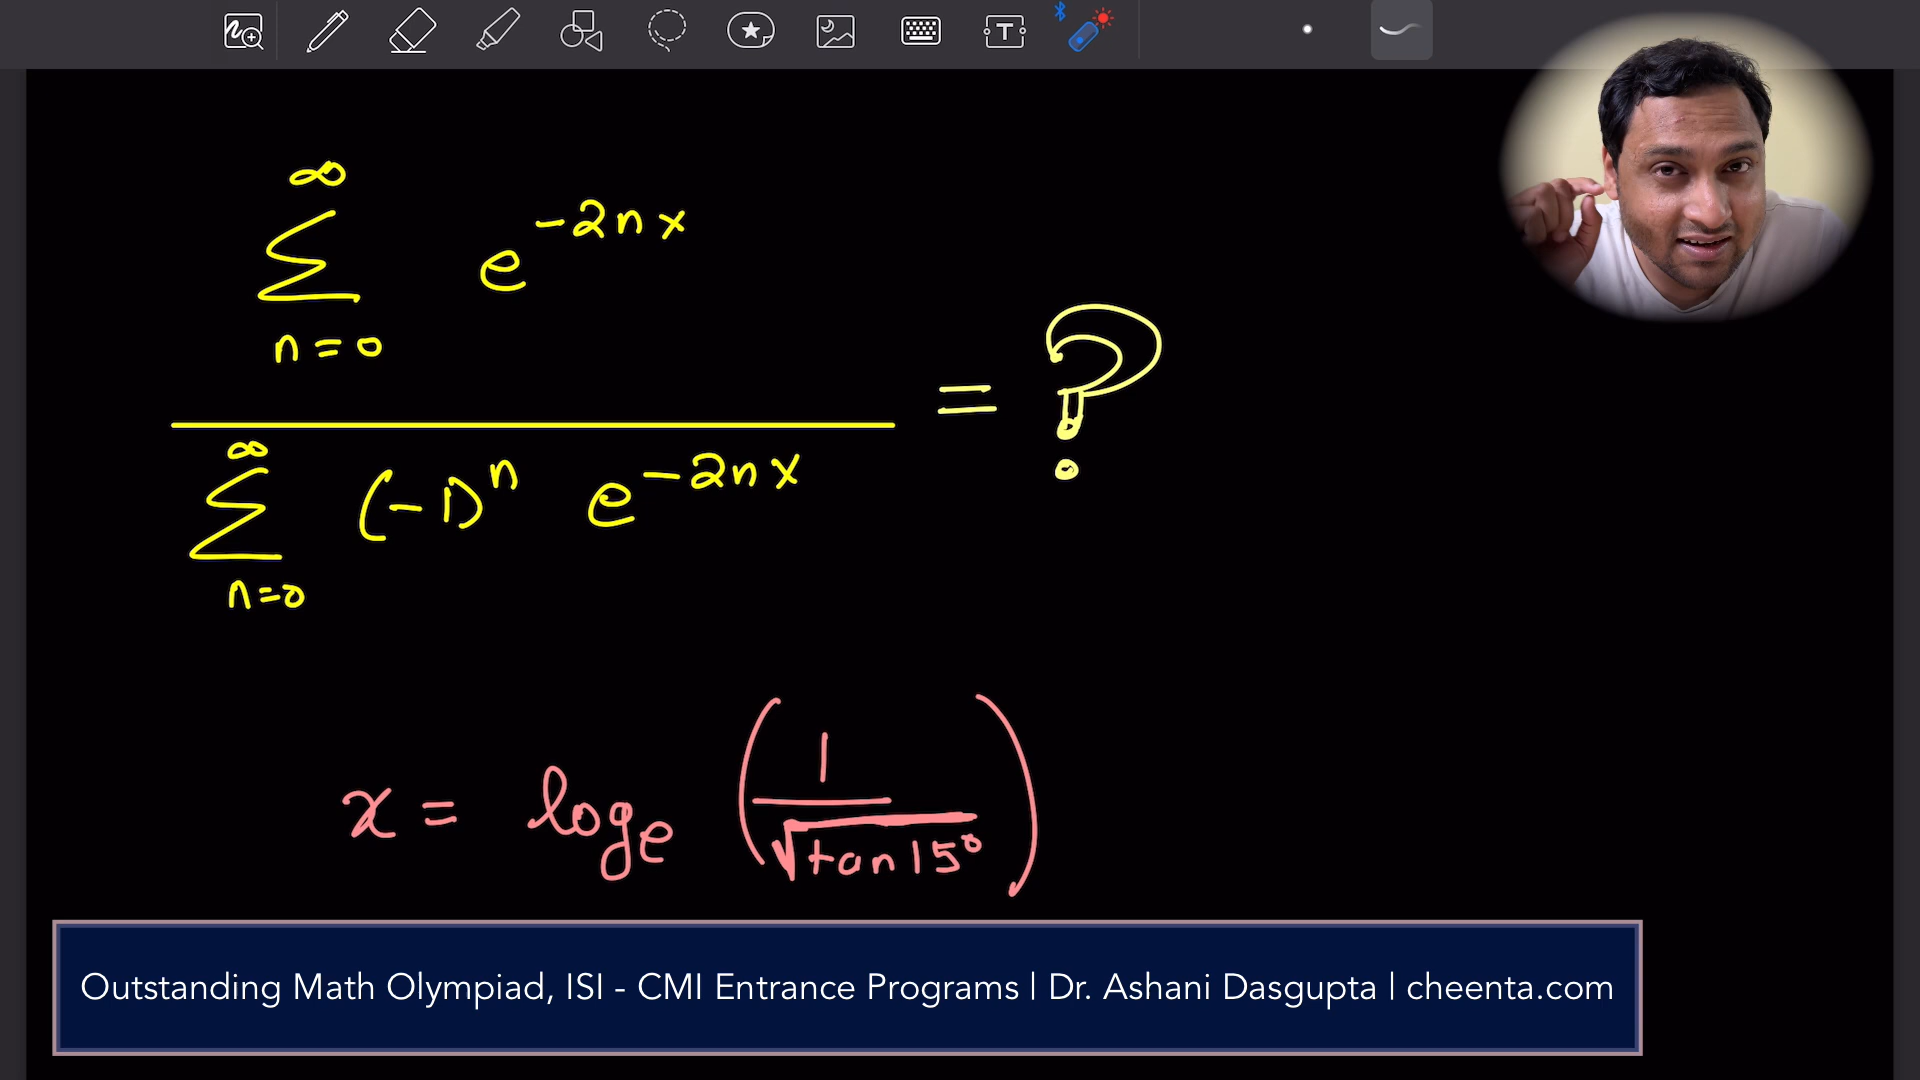 ∞
∑ e^{-2nx}
n=0
= ?
∞
∑ (-1)^n e^{-2nx}
n=0
x = log_e (1/√tan 15°)
Outstanding Math Olympiad, ISI - CMI Entrance Programs | Dr. Ashani Dasgupta | cheenta.com